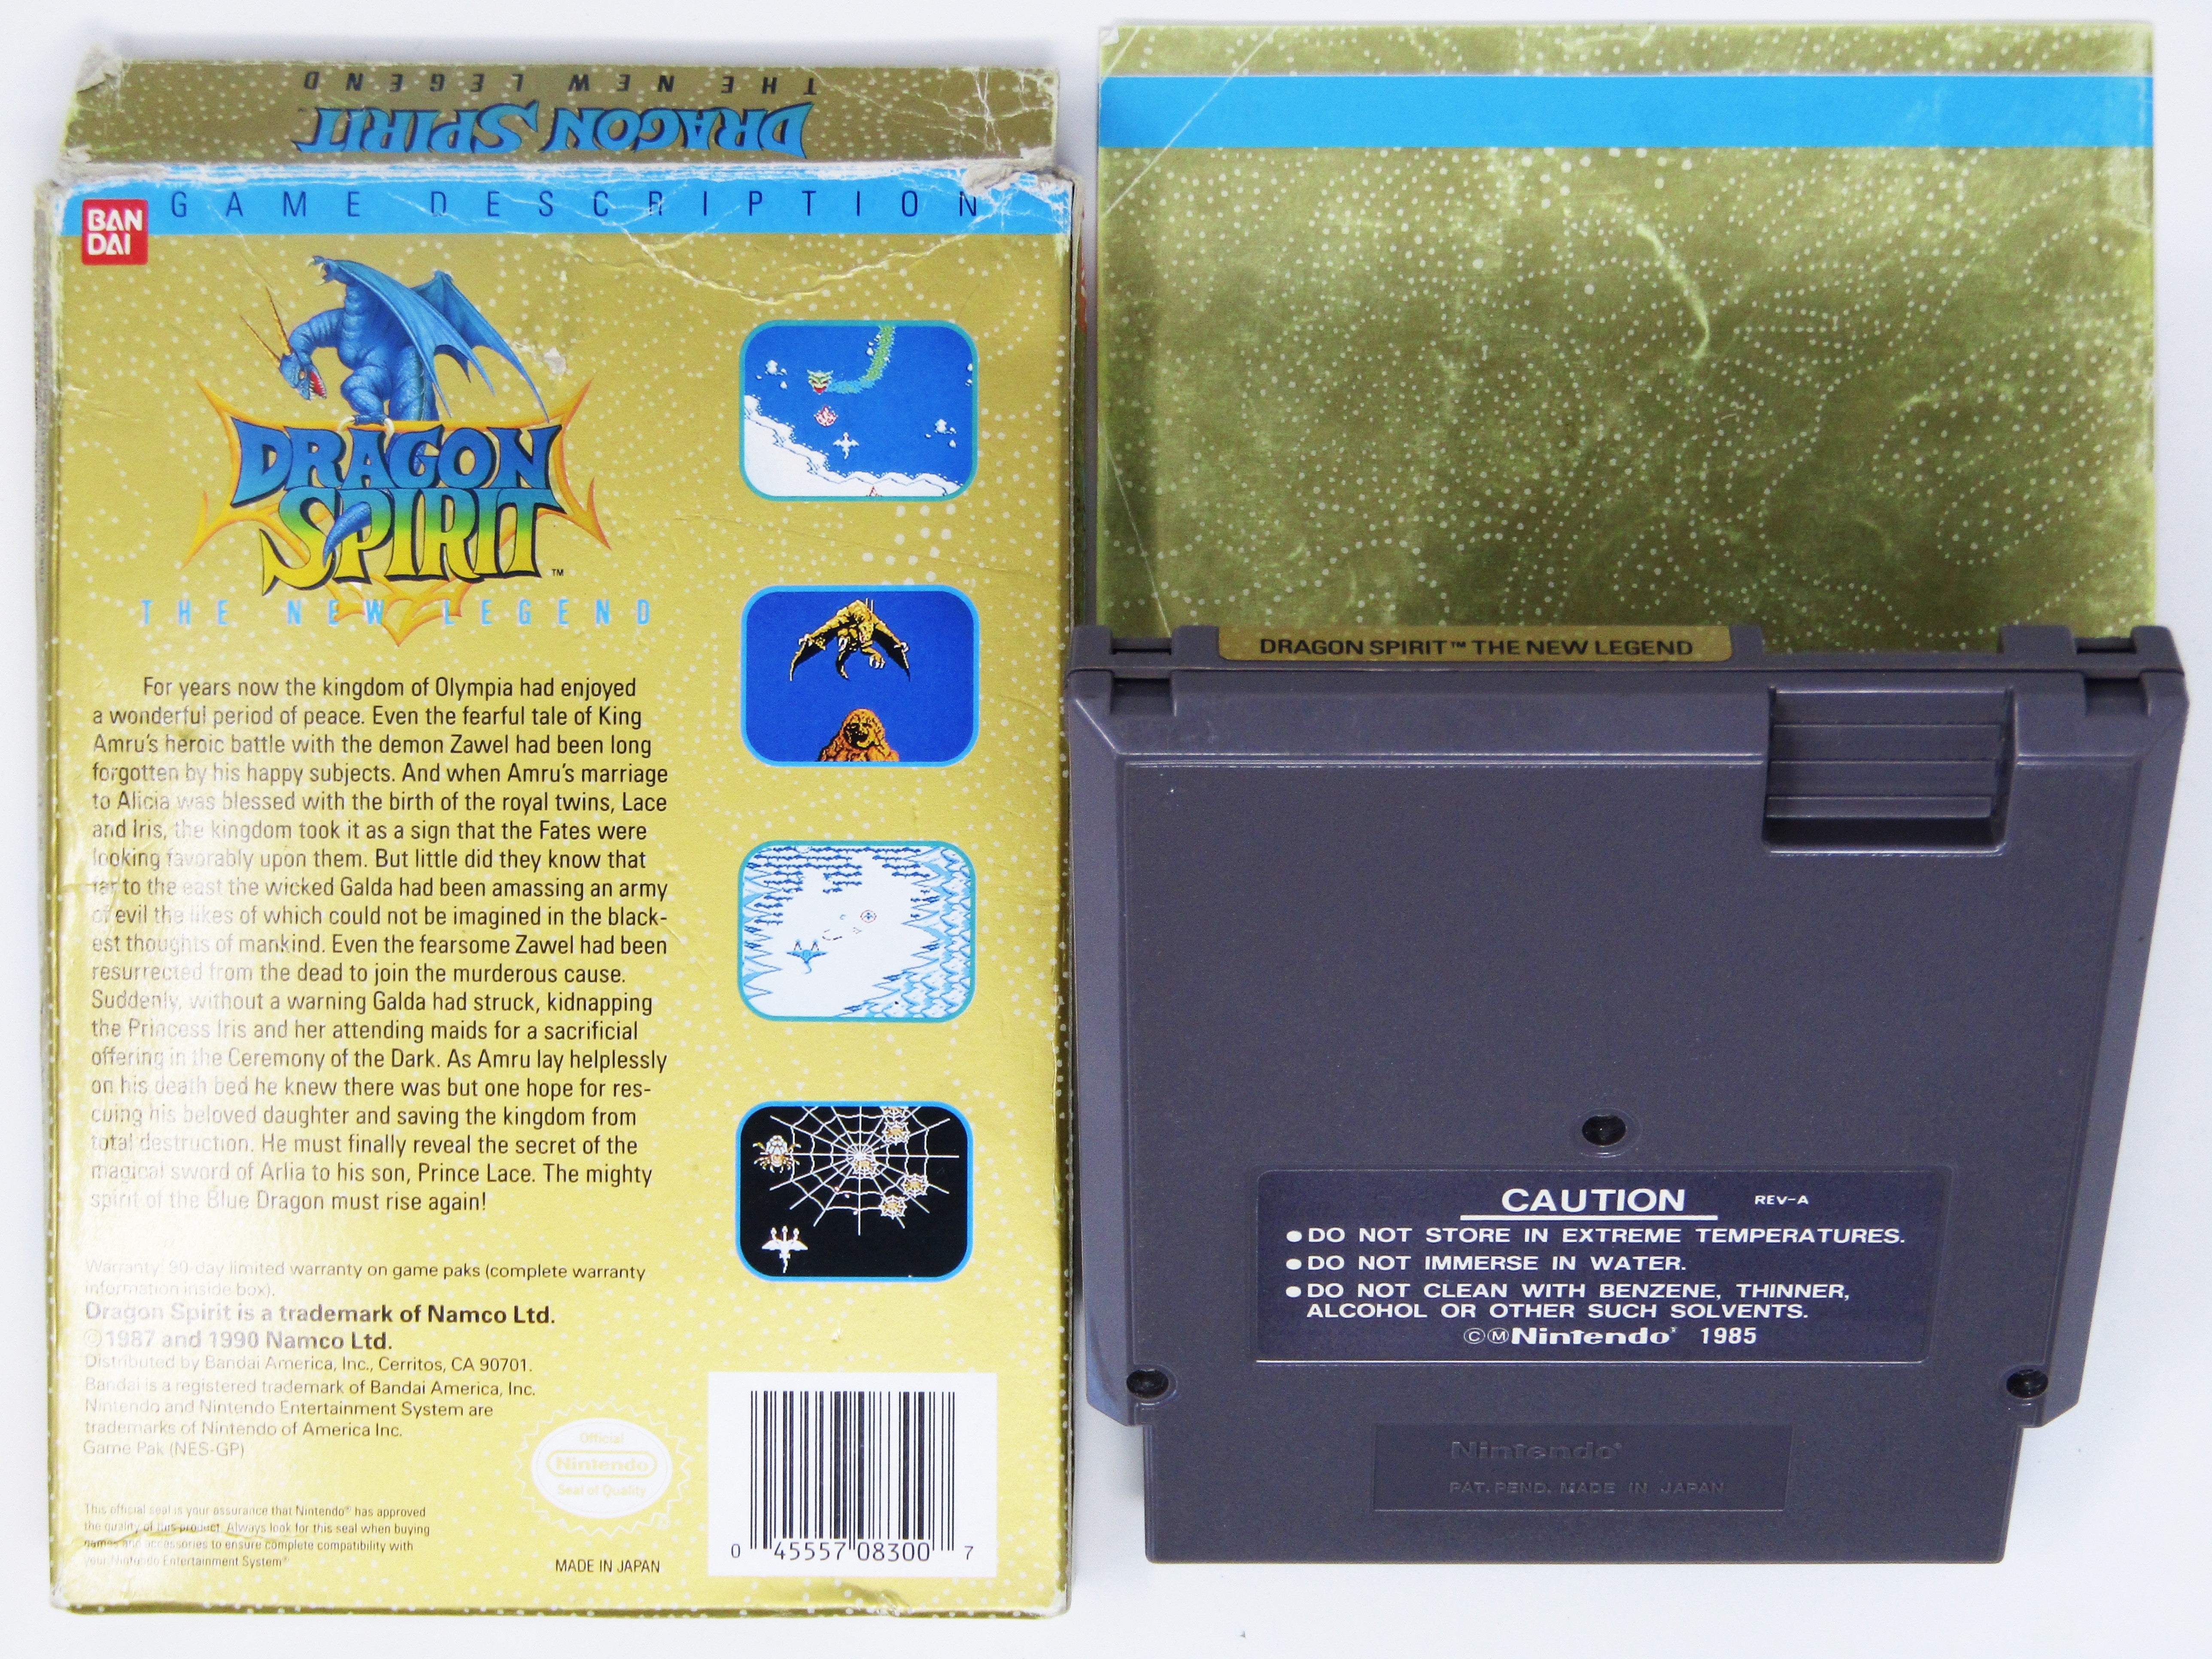 THE NEW LEGEND
DRAGON SPIRIT
GAME DESCRIPTION
BAN
DAI
DRAGON
SPIRIT™
THE NEW LEGEND
For years now the kingdom of Olympia had enjoyed
a wonderful period of peace. Even the fearful tale of King
Amru's heroic battle with the demon Zawel had been long
forgotten by his happy subjects. And when Amru's marriage
to Alicia was blessed with the birth of the royal twins, Lace
and Iris, the kingdom took it as a sign that the Fates were
looking favorably upon them. But little did they know that
far to the east the wicked Galda had been amassing an army
of evil the likes of which could not be imagined in the black-
est thoughts of mankind. Even the fearsome Zawel had been
resurrected from the dead to join the murderous cause.
Suddenly, without a warning Galda had struck, kidnapping
the Princess Iris and her attending maids for a sacrificial
offering in the Ceremony of the Dark. As Amru lay helplessly
on his death bed he knew there was but one hope for res-
cuing his beloved daughter and saving the kingdom from
total destruction. He must finally reveal the secret of the
magical sword of Arlia to his son, Prince Lace. The mighty
spirit of the Blue Dragon must rise again!
Warranty: 90-day limited warranty on game paks (complete warranty
information inside box).
Dragon Spirit is a trademark of Namco Ltd.
©1987 and 1990 Namco Ltd.
Distributed by Bandai America, Inc., Cerritos, CA 90701.
Bandai is a registered trademark of Bandai America, Inc.
Nintendo and Nintendo Entertainment System are
trademarks of Nintendo of America Inc.
Game Pak (NES-GP)
Official
Nintendo
Seal of Quality
This official seal is your assurance that Nintendo® has approved
the quality of this product. Always look for this seal when buying
games and accessories to ensure complete compatibility with
your Nintendo Entertainment System®
MADE IN JAPAN
0 45557 08300 7
DRAGON SPIRIT™ THE NEW LEGEND
CAUTION REV-A
●DO NOT STORE IN EXTREME TEMPERATURES.
●DO NOT IMMERSE IN WATER.
●DO NOT CLEAN WITH BENZENE, THINNER,
ALCOHOL OR OTHER SUCH SOLVENTS.
ⒸⓂNintendo® 1985
Nintendo®
PAT. PEND. MADE IN JAPAN